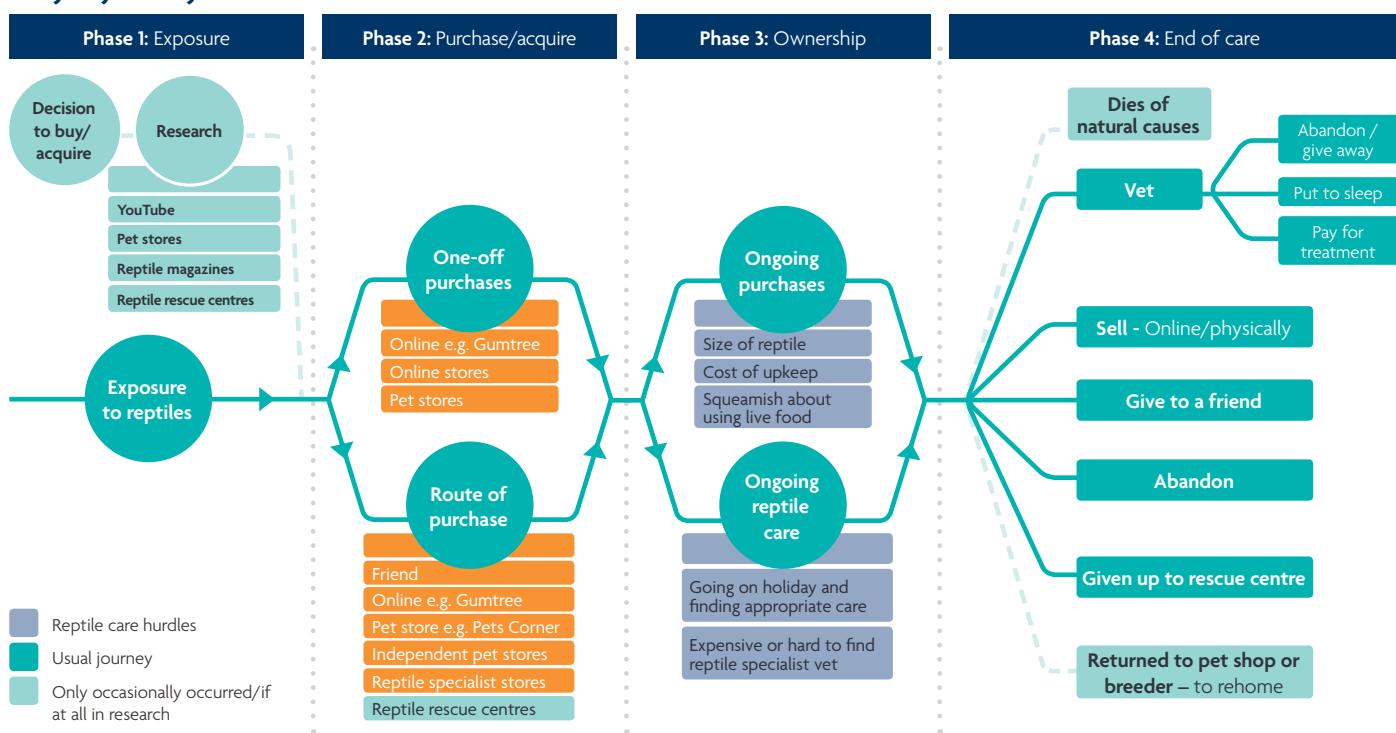 Phase 1: Exposure
Phase 2: Purchase/acquire
Phase 3: Ownership
Phase 4: End of care
Decision
to buy/
acquire
Research
YouTube
Pet stores
Reptile magazines
Reptile rescue centres
Exposure
to reptiles
One-off
purchases
Online e.g. Gumtree
Online stores
Pet stores
Route of
purchase
Friend
Online e.g. Gumtree
Pet store e.g. Pets Corner
Independent pet stores
Reptile specialist stores
Reptile rescue centres
Ongoing
purchases
Size of reptile
Cost of upkeep
Squeamish about
using live food
Ongoing
reptile
care
Going on holiday and
finding appropriate care
Expensive or hard to find
reptile specialist vet
Dies of
natural causes
Vet
Abandon /
give away
Put to sleep
Pay for
treatment
Sell - Online/physically
Give to a friend
Abandon
Given up to rescue centre
Returned to pet shop or
breeder – to rehome
Reptile care hurdles
Usual journey
Only occasionally occurred/if
at all in research